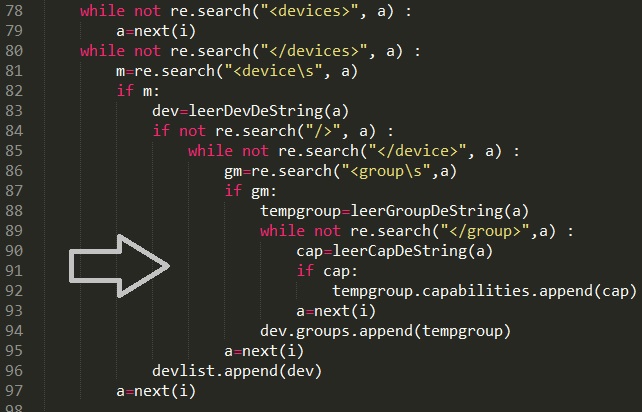 78 while not re.search("<devices>", a) :
79 a=next(i)
80 while not re.search("</devices>", a) :
81 m=re.search("<device\s", a)
82 if m:
83 dev=leerDevDeString(a)
84 if not re.search("/>", a) :
85 while not re.search("</device>", a) :
86 gm=re.search("<group\s",a)
87 if gm:
88 tempgroup=leerGroupDeString(a)
89 while not re.search("</group>",a) :
90 cap=leerCapDeString(a)
91 if cap:
92 tempgroup.capabilities.append(cap)
93 a=next(i)
94 dev.groups.append(tempgroup)
95 a=next(i)
96 devlist.append(dev)
97 a=next(i)
98